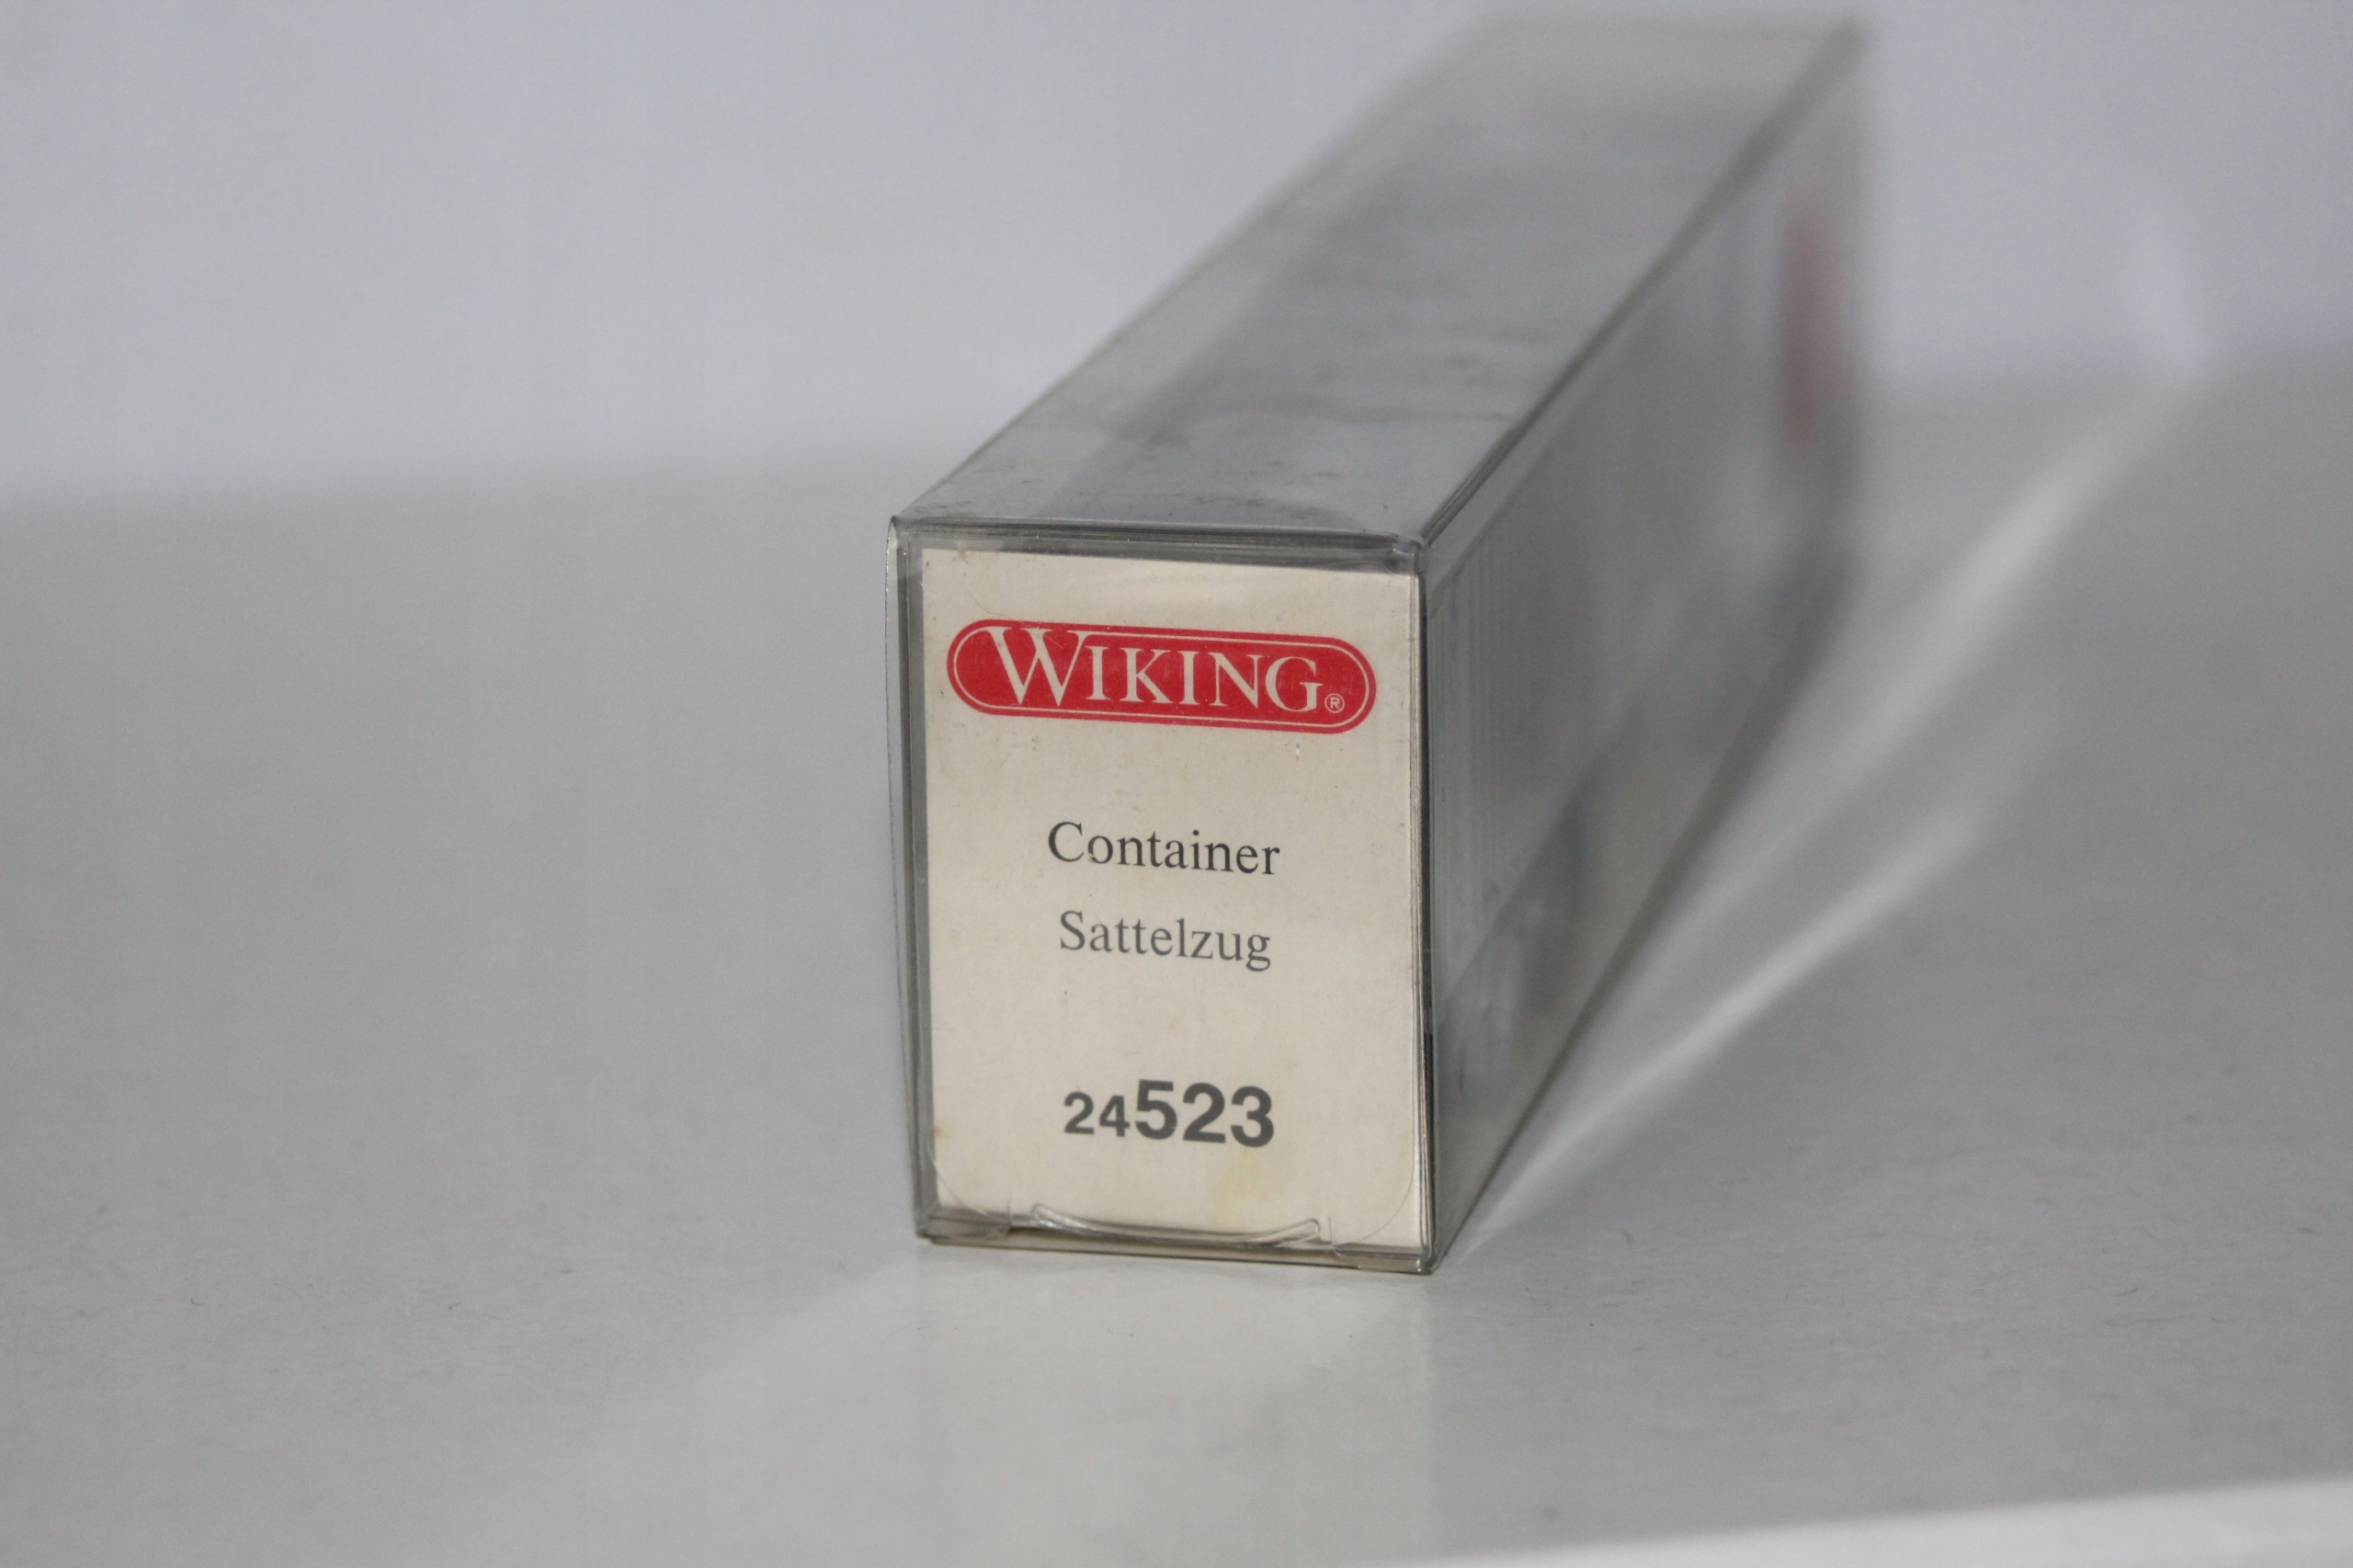 WIKING®
Container
Sattelzug
24523